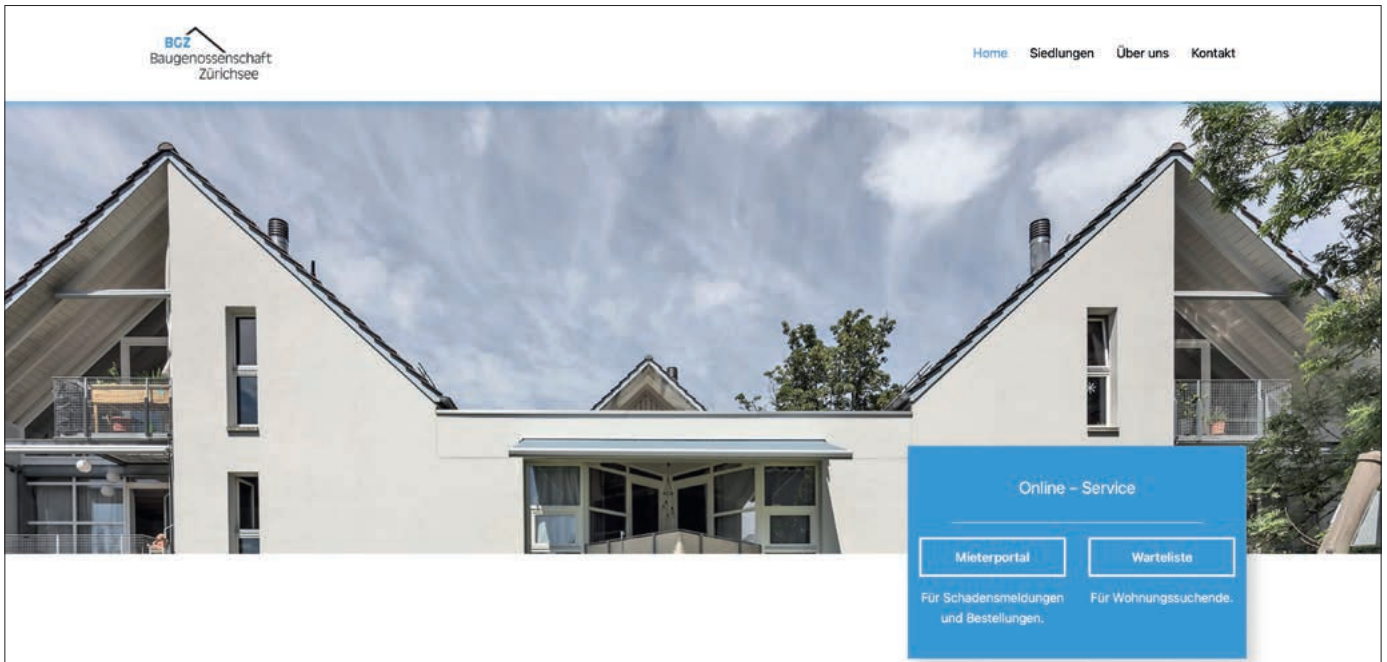 BGZ
Baugenossenschaft
Zürichsee
Home Siedlungen Über uns Kontakt
Online – Service
Mieterportal
Für Schadensmeldungen
und Bestellungen.
Warteliste
Für Wohnungssuchende.